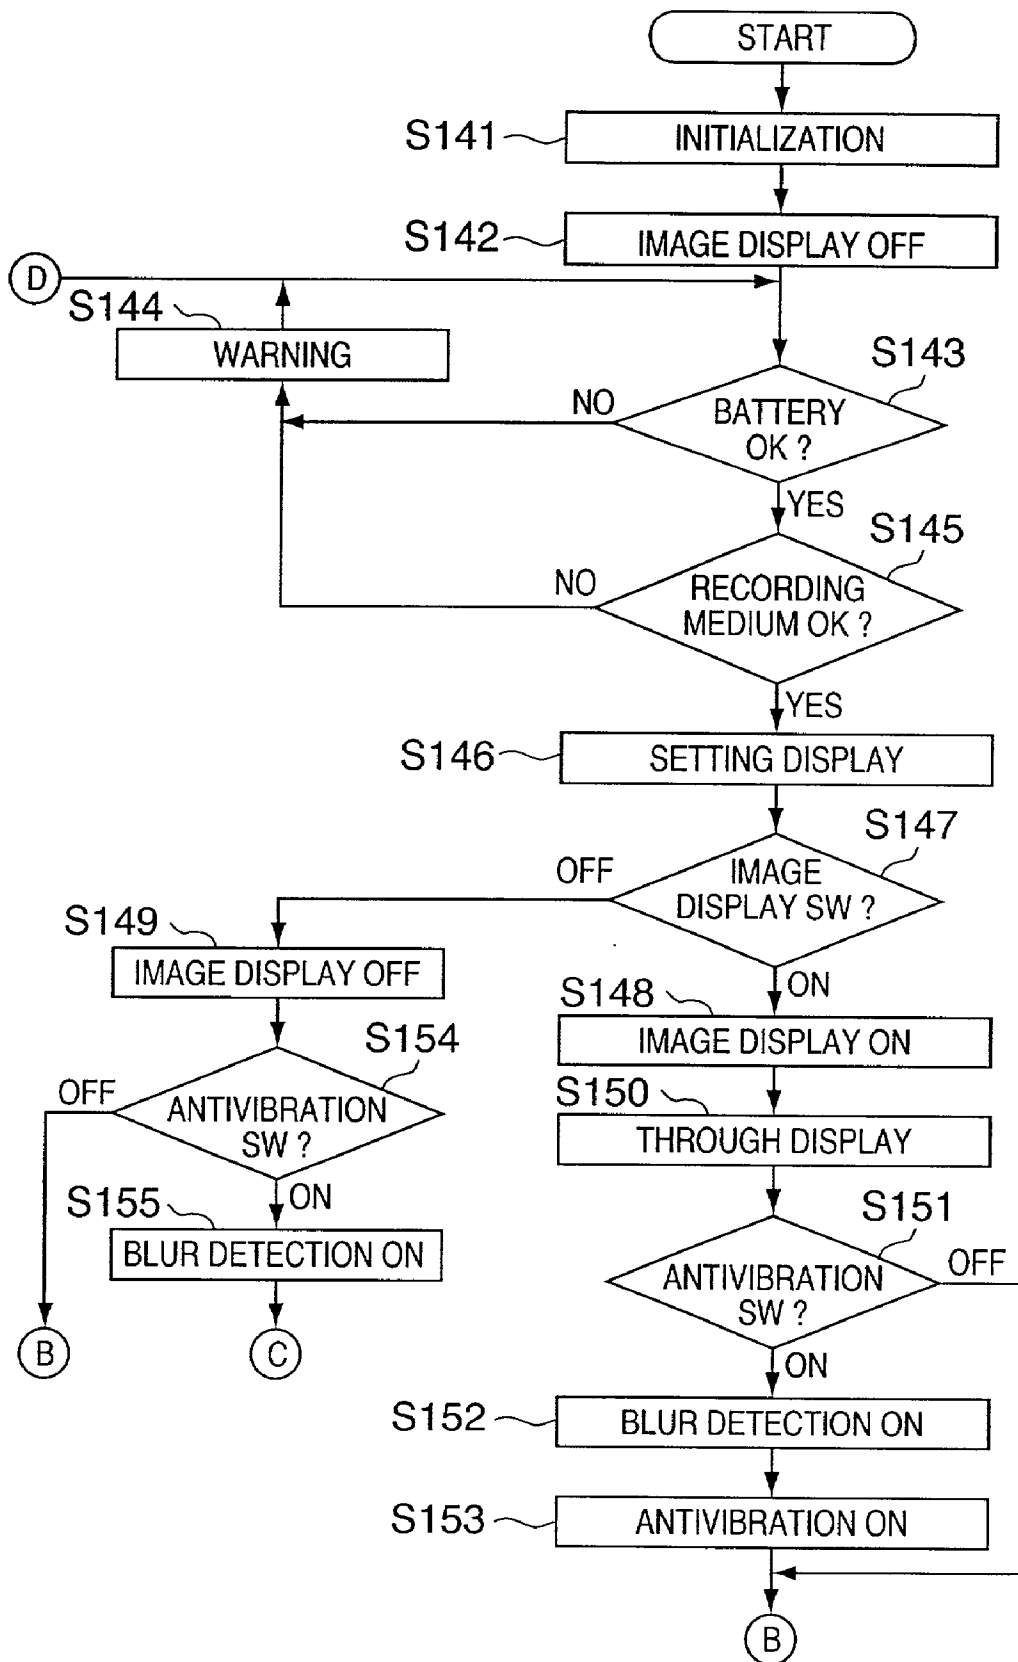 START
S141
INITIALIZATION
S142
IMAGE DISPLAY OFF
D
S144
WARNING
S143
NO
BATTERY
OK ?
YES
S145
NO
RECORDING
MEDIUM OK ?
YES
S146
SETTING DISPLAY
S147
OFF
IMAGE
DISPLAY SW ?
S149
IMAGE DISPLAY OFF
ON
S148
IMAGE DISPLAY ON
S154
OFF
ANTIVIBRATION
SW ?
S150
THROUGH DISPLAY
ON
S155
BLUR DETECTION ON
S151
ANTIVIBRATION
SW ?
OFF
B
C
ON
S152
BLUR DETECTION ON
S153
ANTIVIBRATION ON
B